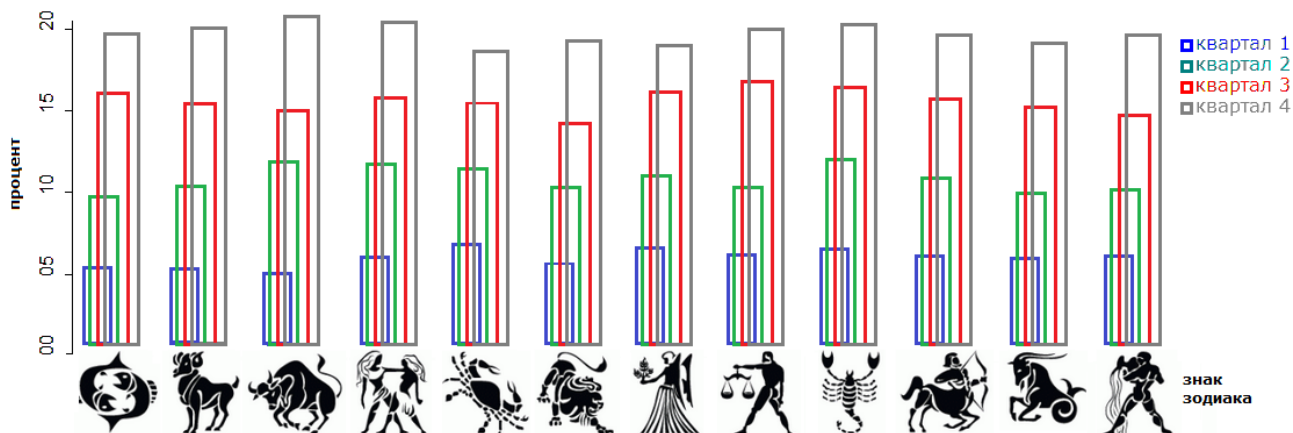 20
15
10
05
00
процент
квартал 1
квартал 2
квартал 3
квартал 4
знак
зодиака